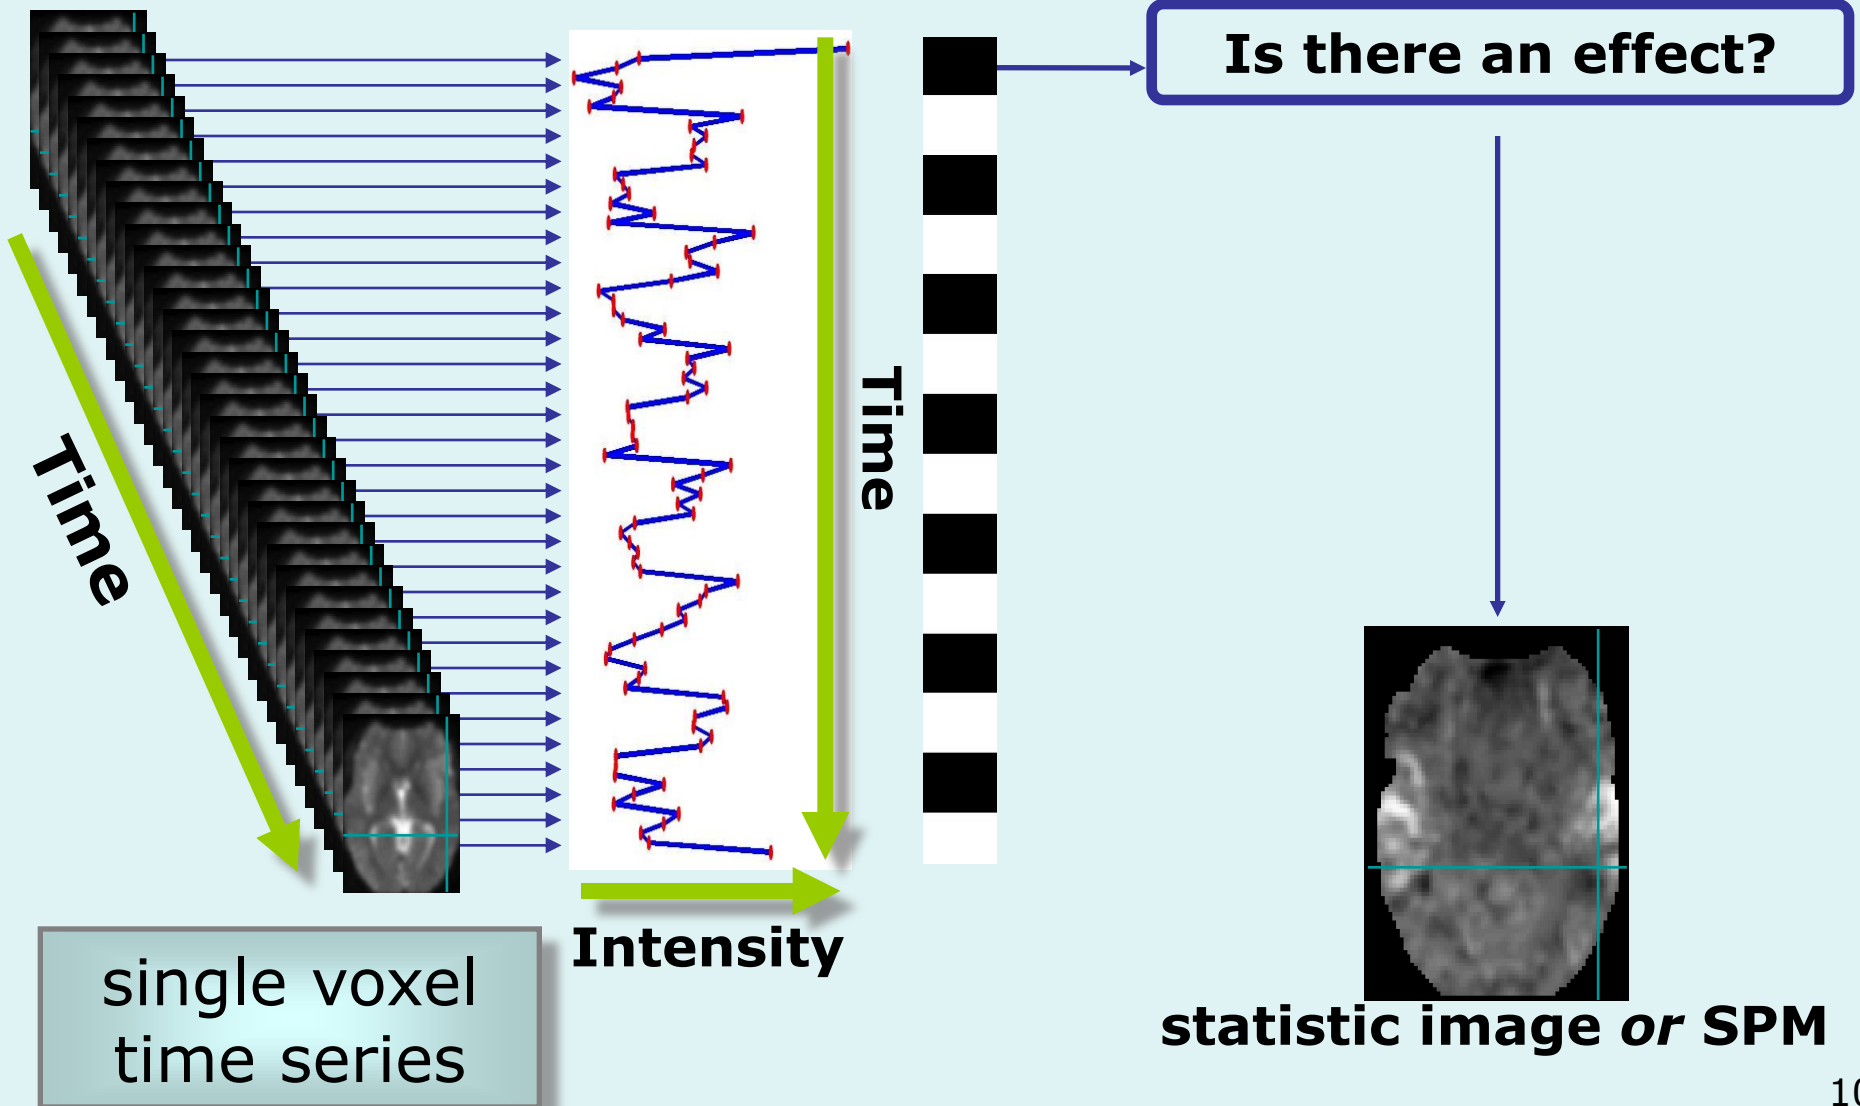 Is there an effect?
Time
Time
Intensity
single voxel
time series
statistic image or SPM